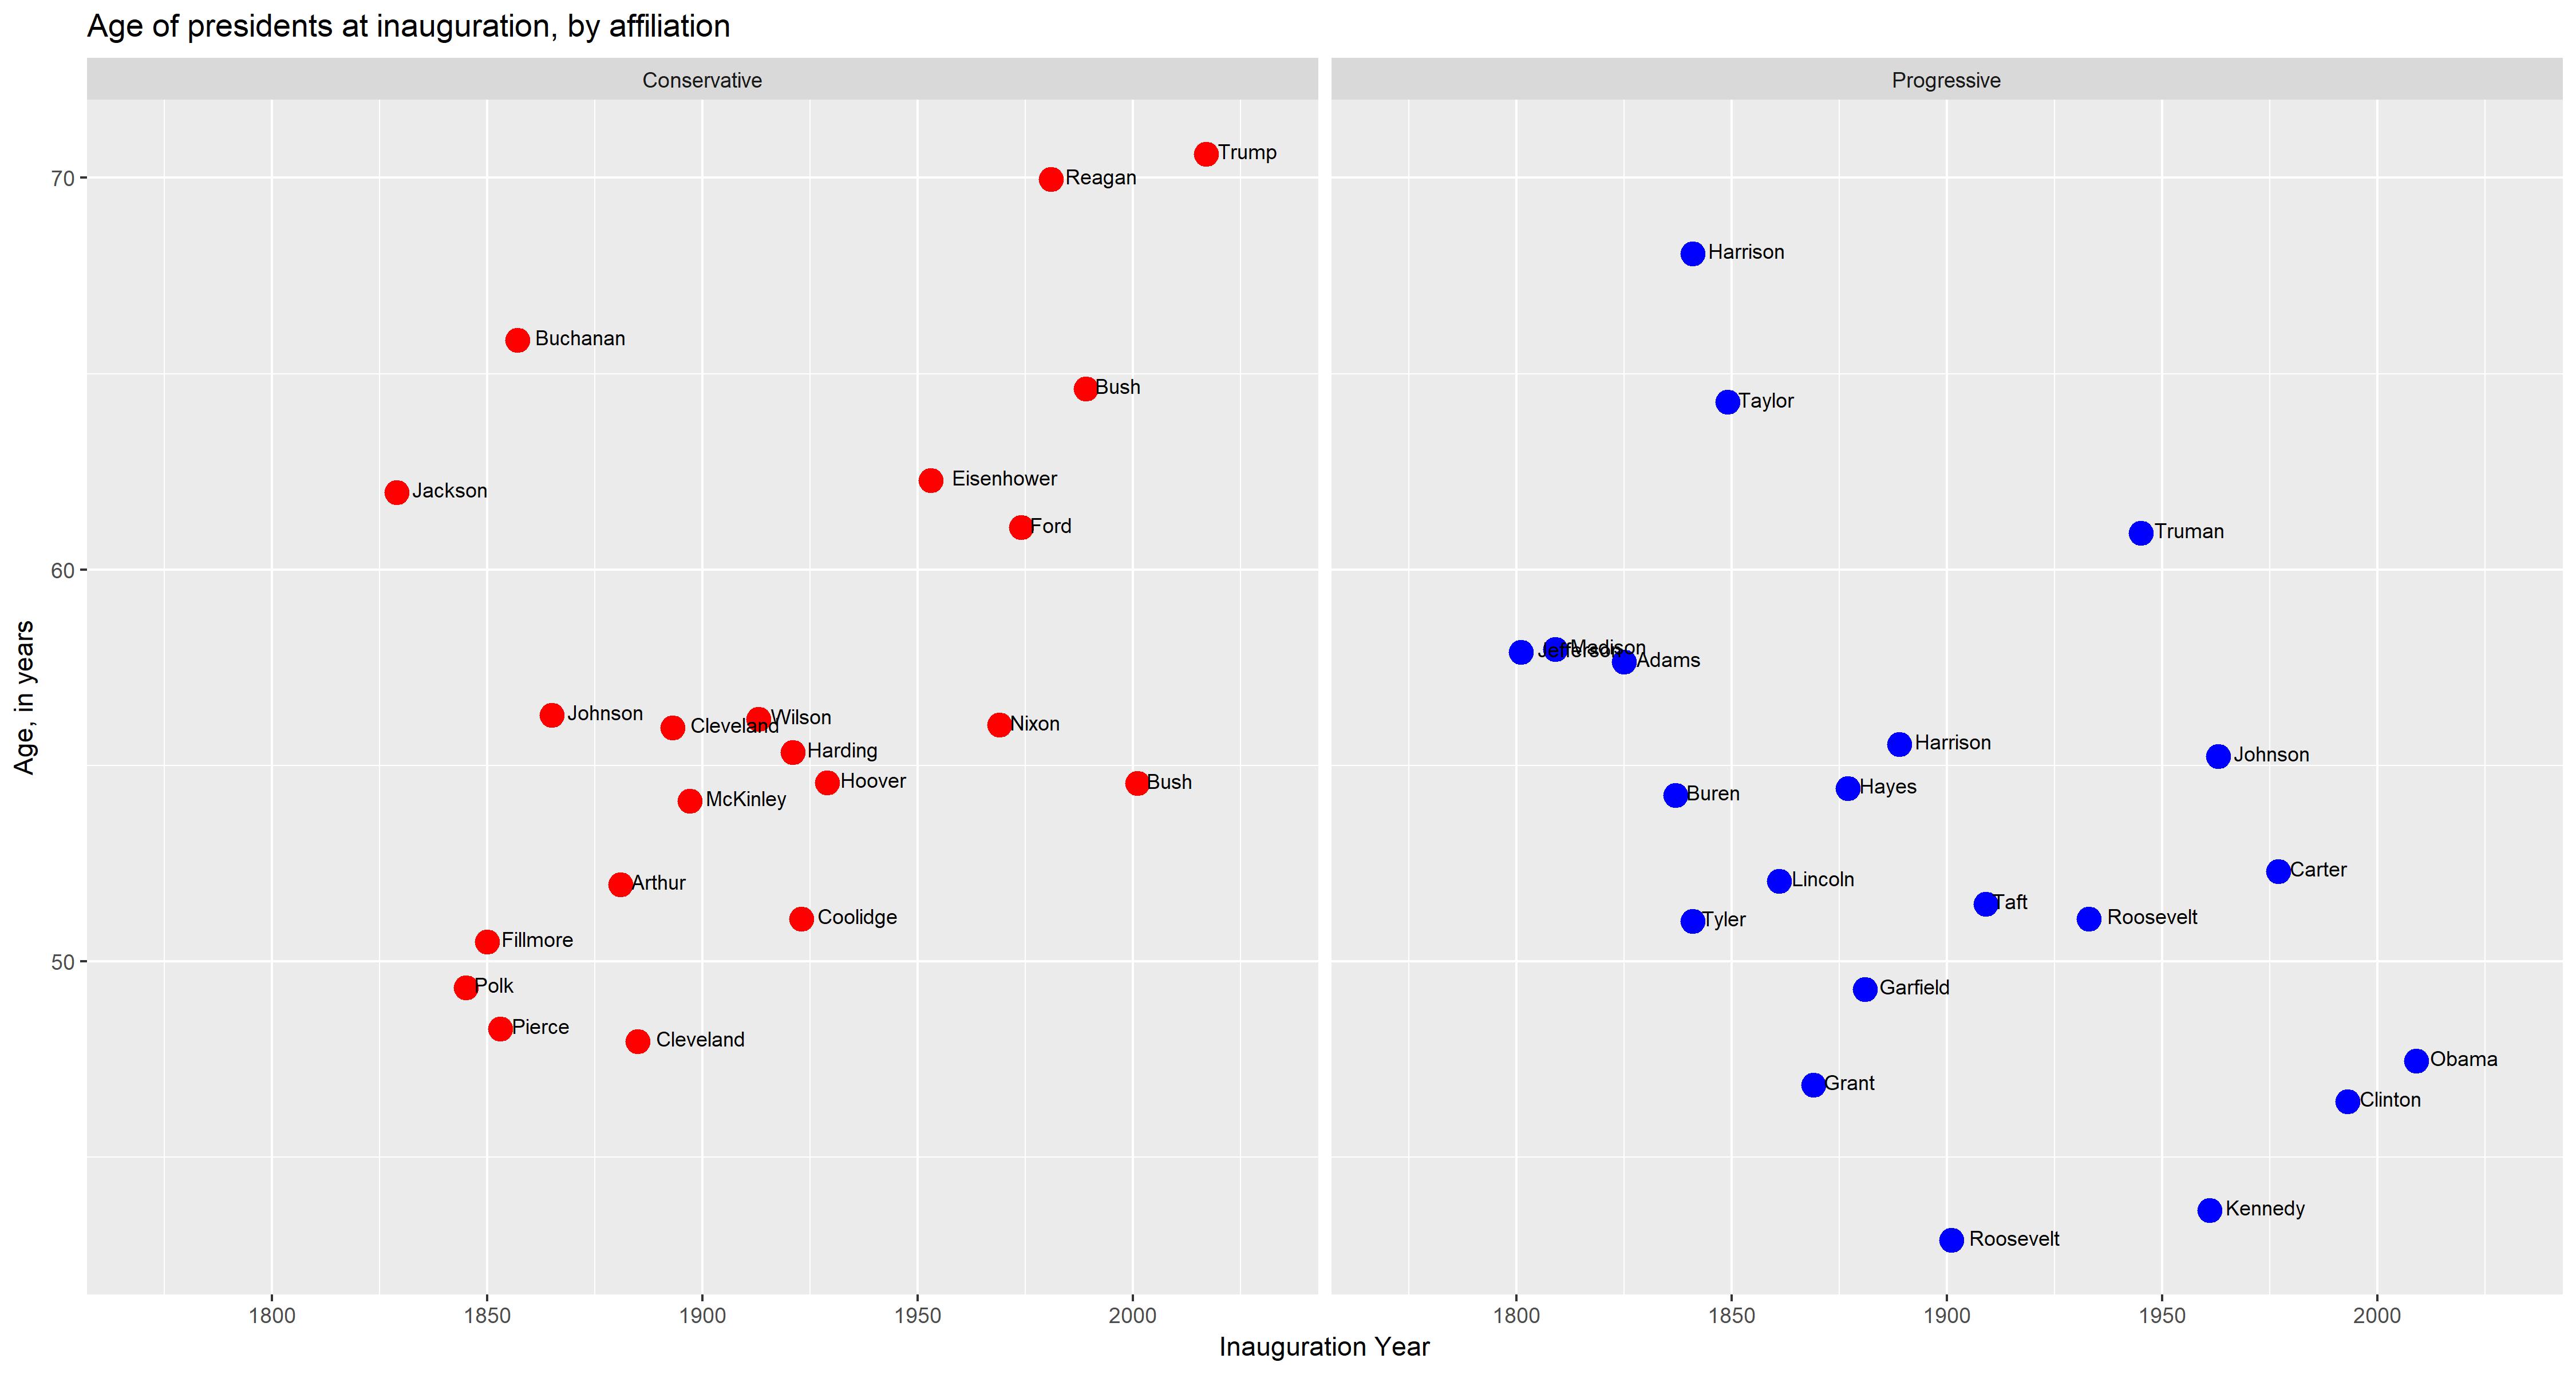 Age of presidents at inauguration, by affiliation
Conservative
Progressive
Age, in years
70
60
50
Trump
Reagan
Buchanan
Bush
Eisenhower
Jackson
Ford
Johnson
Wilson
Cleveland
Nixon
Harding
Hoover
Bush
McKinley
Arthur
Coolidge
Fillmore
Polk
Pierce
Cleveland
Harrison
Taylor
Truman
Madison
Jefferson
Adams
Harrison
Johnson
Hayes
Buren
Carter
Lincoln
Taft
Roosevelt
Tyler
Garfield
Obama
Grant
Clinton
Kennedy
Roosevelt
1800 1850 1900 1950 2000
1800 1850 1900 1950 2000
Inauguration Year